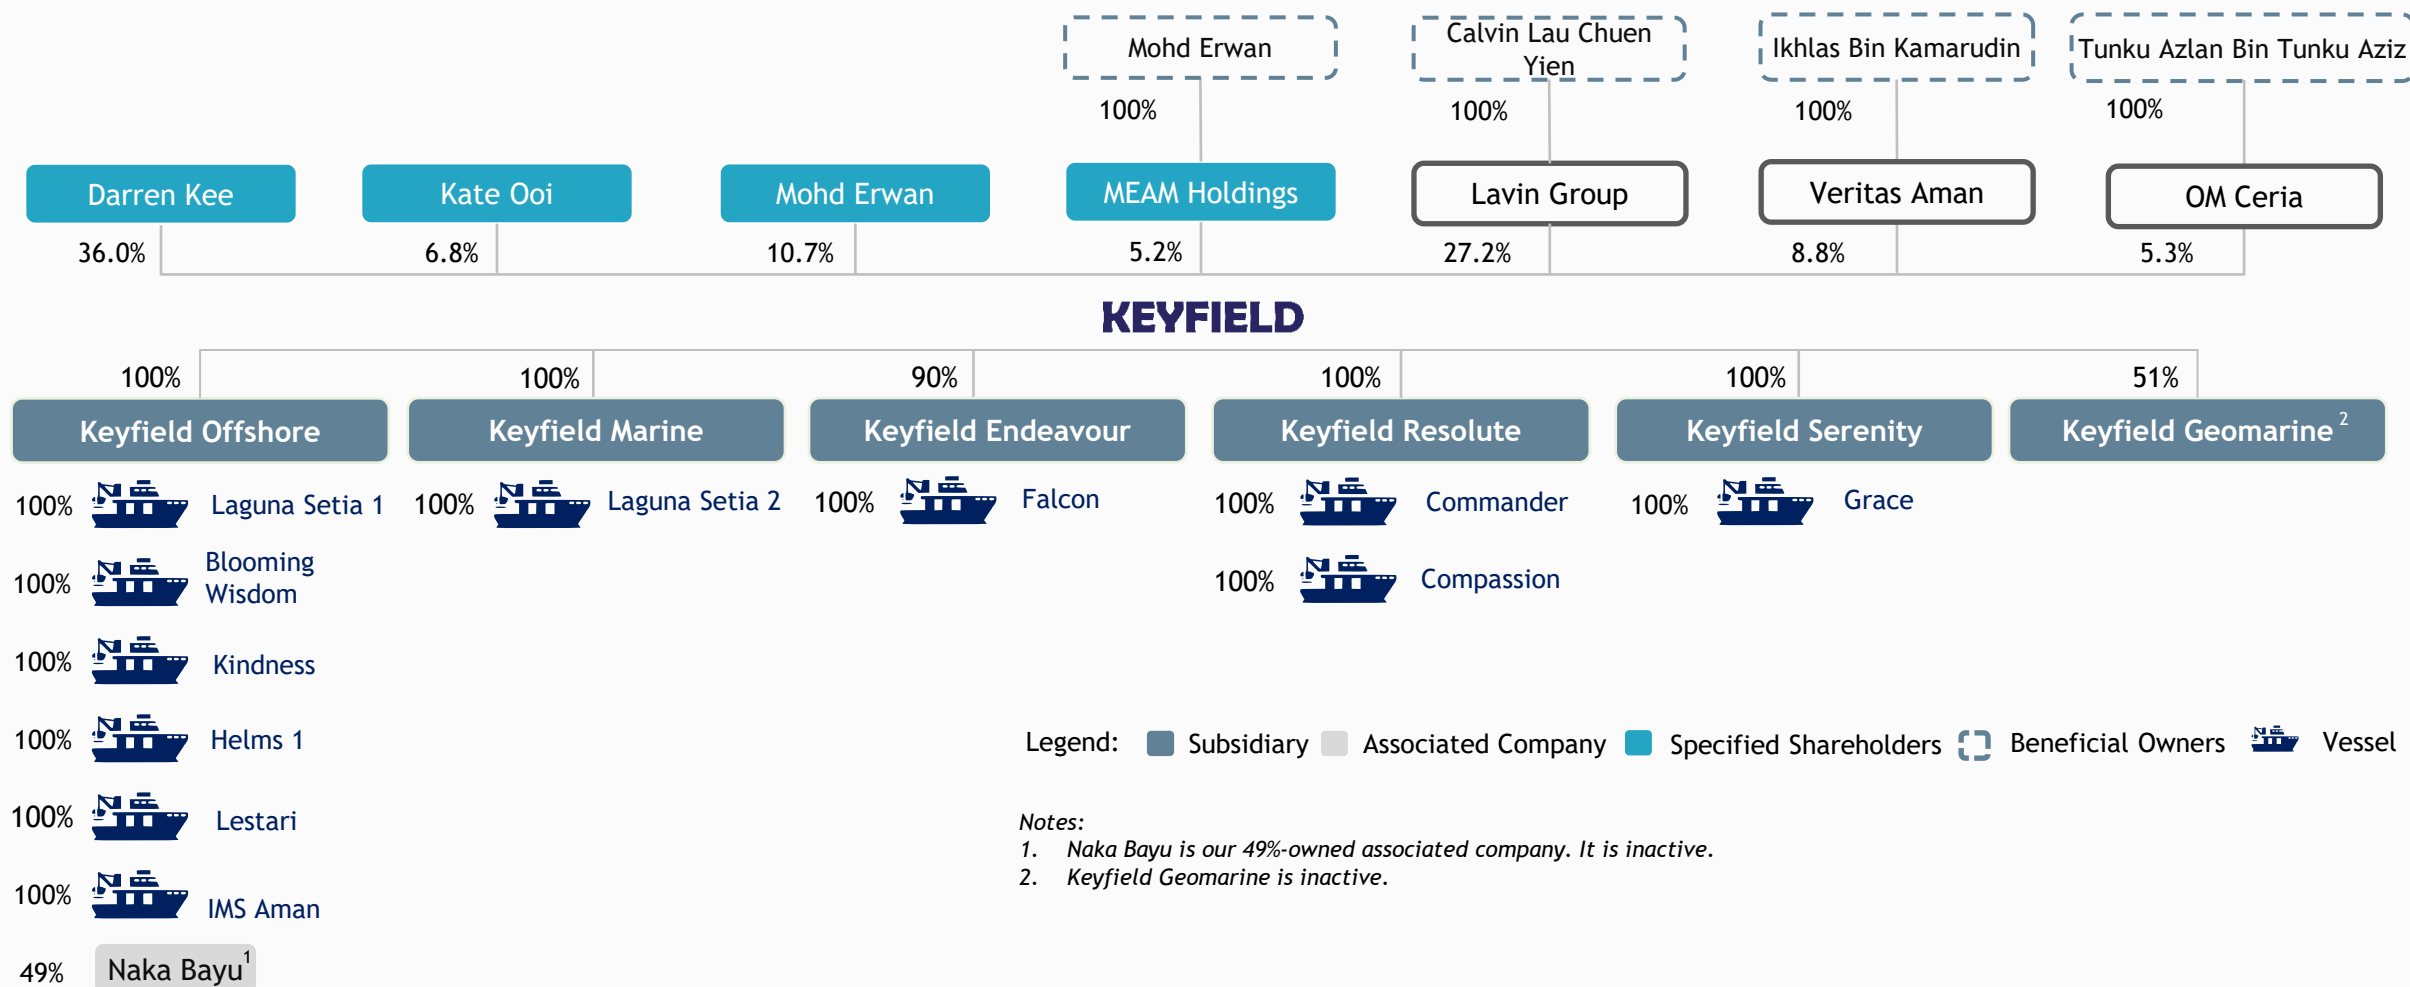 Mohd Erwan
Calvin Lau Chuen
Yien
Ikhlas Bin Kamarudin
Tunku Azlan Bin Tunku Aziz
100%
100%
100%
100%
Darren Kee
Kate Ooi
Mohd Erwan
MEAM Holdings
Lavin Group
Veritas Aman
OM Ceria
36.0%
6.8%
10.7%
5.2%
27.2%
8.8%
5.3%
KEYFIELD
100%
100%
90%
100%
100%
51%
Keyfield Offshore
Keyfield Marine
Keyfield Endeavour
Keyfield Resolute
Keyfield Serenity
Keyfield Geomarine 2
100% Laguna Setia 1
100% Laguna Setia 2
100% Falcon
100% Commander
100% Grace
100% Blooming
Wisdom
100% Compassion
100% Kindness
100% Helms 1
Legend: Subsidiary Associated Company Specified Shareholders Beneficial Owners Vessel
100% Lestari
Notes:
1. Naka Bayu is our 49%-owned associated company. It is inactive.
2. Keyfield Geomarine is inactive.
100% IMS Aman
49% Naka Bayu1